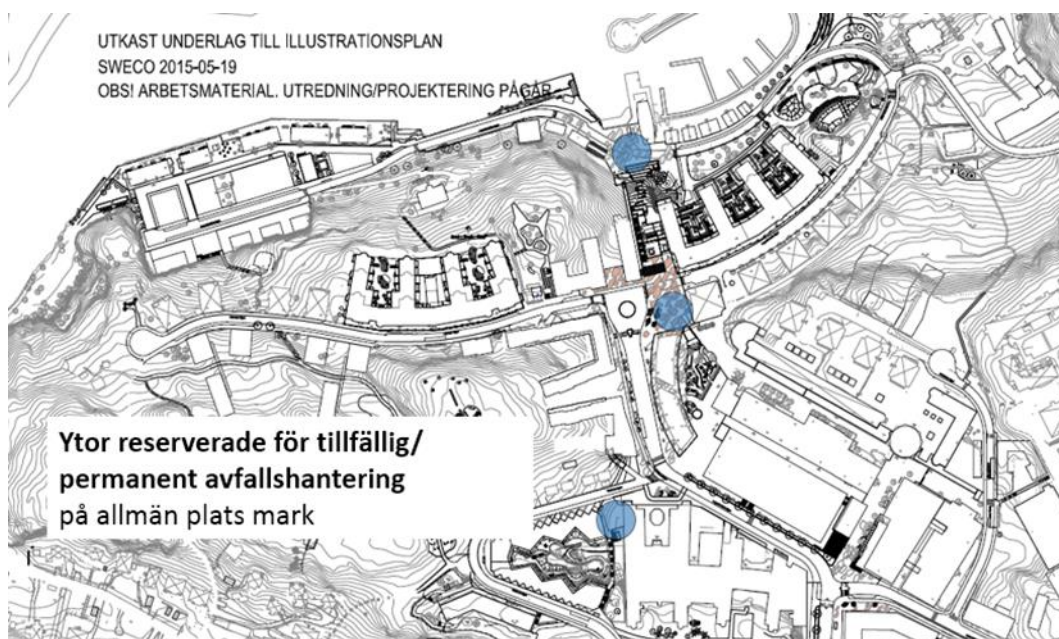 UTKAST UNDERLAG TILL ILLUSTRATIONSPLAN
SWECO 2015-05-19
OBS! ARBETSMATERIAL. UTREDNING/PROJEKTERING PÅGÅR
Ytor reserverade för tillfällig/
permanent avfallshantering
på allmän plats mark